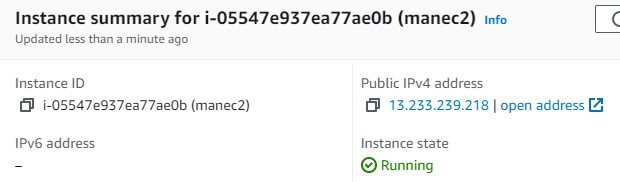 Instance summary for i-05547e937ea77ae0b (manec2) Info
Updated less than a minute ago
Instance ID
i-05547e937ea77ae0b (manec2)
Public IPv4 address
13.233.239.218 | open address
IPv6 address
–
Instance state
Running